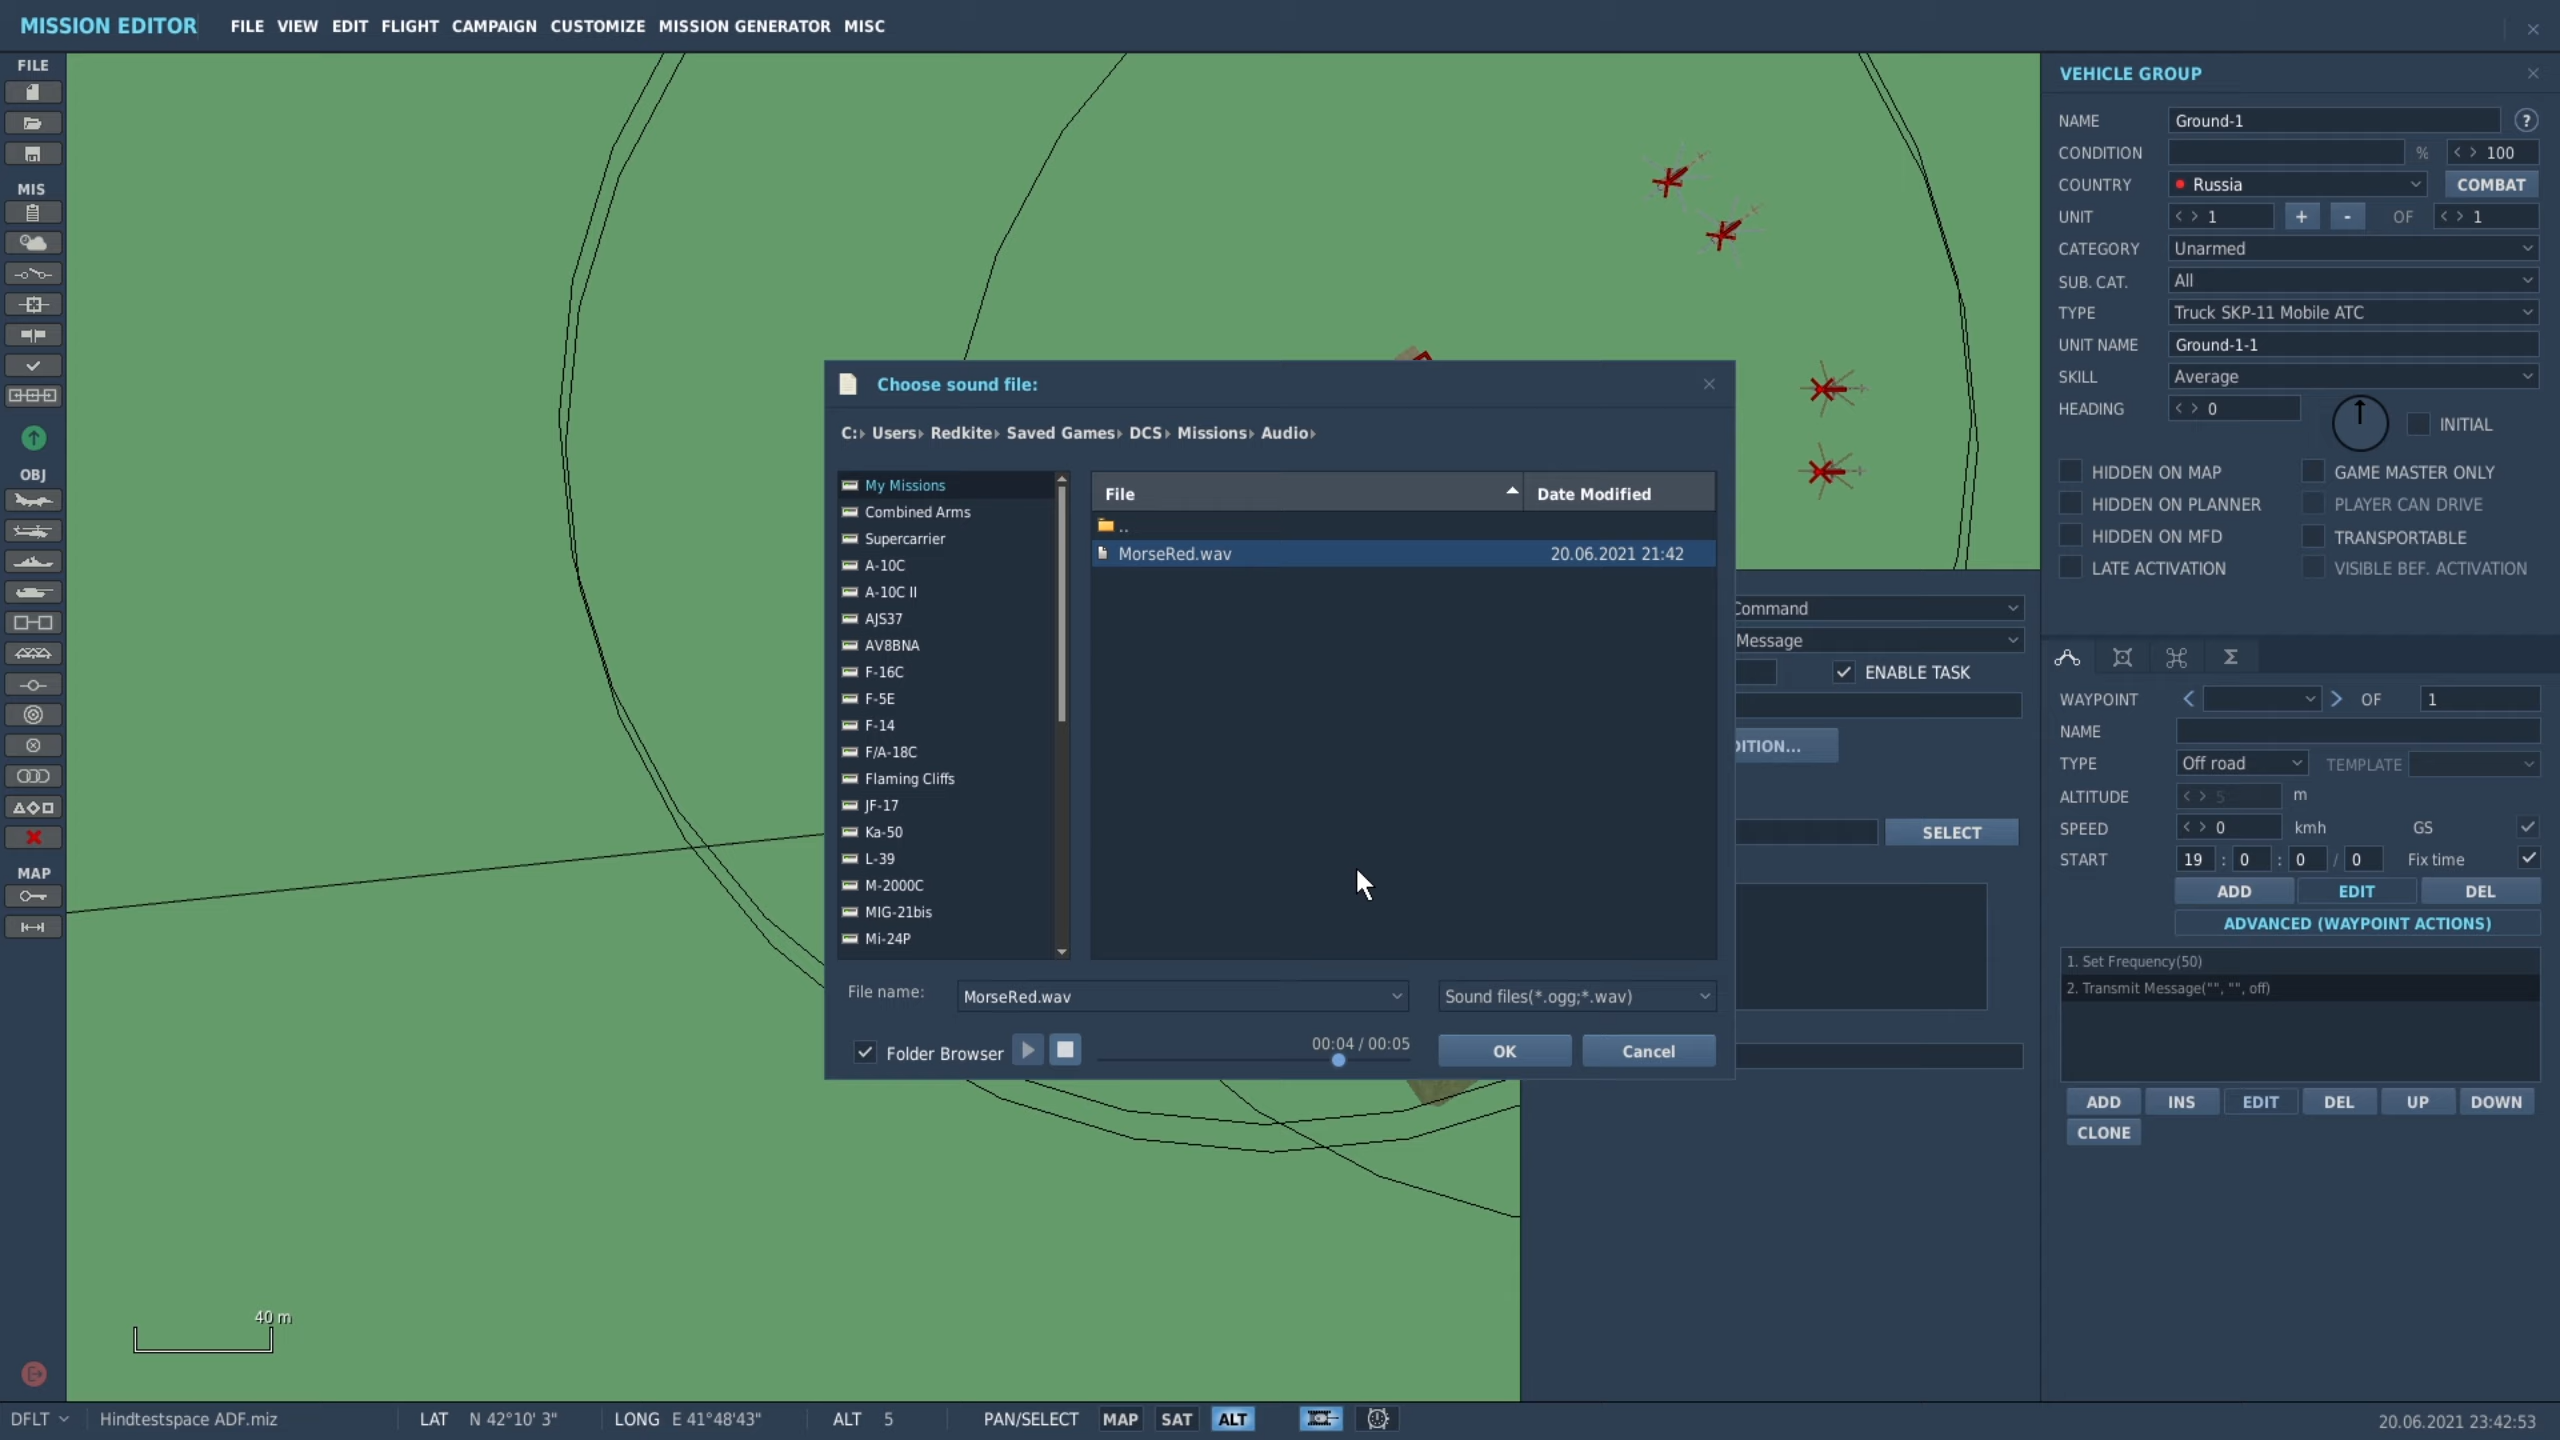 MISSION EDITOR FILE VIEW EDIT FLIGHT CAMPAIGN CUSTOMIZE MISSION GENERATOR MISC
FILE
MIS
OBJ
MAP
40 m
Choose sound file:
C: Users Redkite Saved Games DCS Missions Audio
My Missions
Combined Arms
Supercarrier
A-10C
A-10C II
AJS37
AV8BNA
F-16C
F-5E
F-14
F/A-18C
Flaming Cliffs
JF-17
Ka-50
L-39
M-2000C
MIG-21bis
Mi-24P
File Date Modified
..
MorseRed.wav 20.06.2021 21:42
File name: MorseRed.wav Sound files(*.ogg;*.wav)
Folder Browser 00:04 / 00:05 OK Cancel
Command
Message
ENABLE TASK
DITION...
SELECT
VEHICLE GROUP
NAME Ground-1 ?
CONDITION % < > 100
COUNTRY Russia COMBAT
UNIT < > 1 + - OF < > 1
CATEGORY Unarmed
SUB. CAT. All
TYPE Truck SKP-11 Mobile ATC
UNIT NAME Ground-1-1
SKILL Average
HEADING < > 0 INITIAL
HIDDEN ON MAP GAME MASTER ONLY
HIDDEN ON PLANNER PLAYER CAN DRIVE
HIDDEN ON MFD TRANSPORTABLE
LATE ACTIVATION VISIBLE BEF. ACTIVATION
WAYPOINT < > OF 1
NAME
TYPE Off road TEMPLATE
ALTITUDE < > 5 m
SPEED < > 0 kmh GS
START 19 : 0 : 0 / 0 Fix time
ADD EDIT DEL
ADVANCED (WAYPOINT ACTIONS)
1. Set Frequency(50)
2. Transmit Message("", "", off)
ADD INS EDIT DEL UP DOWN
CLONE
DFLT Hindtestspace ADF.miz LAT N 42°10' 3" LONG E 41°48'43" ALT 5 PAN/SELECT MAP SAT ALT 20.06.2021 23:42:53